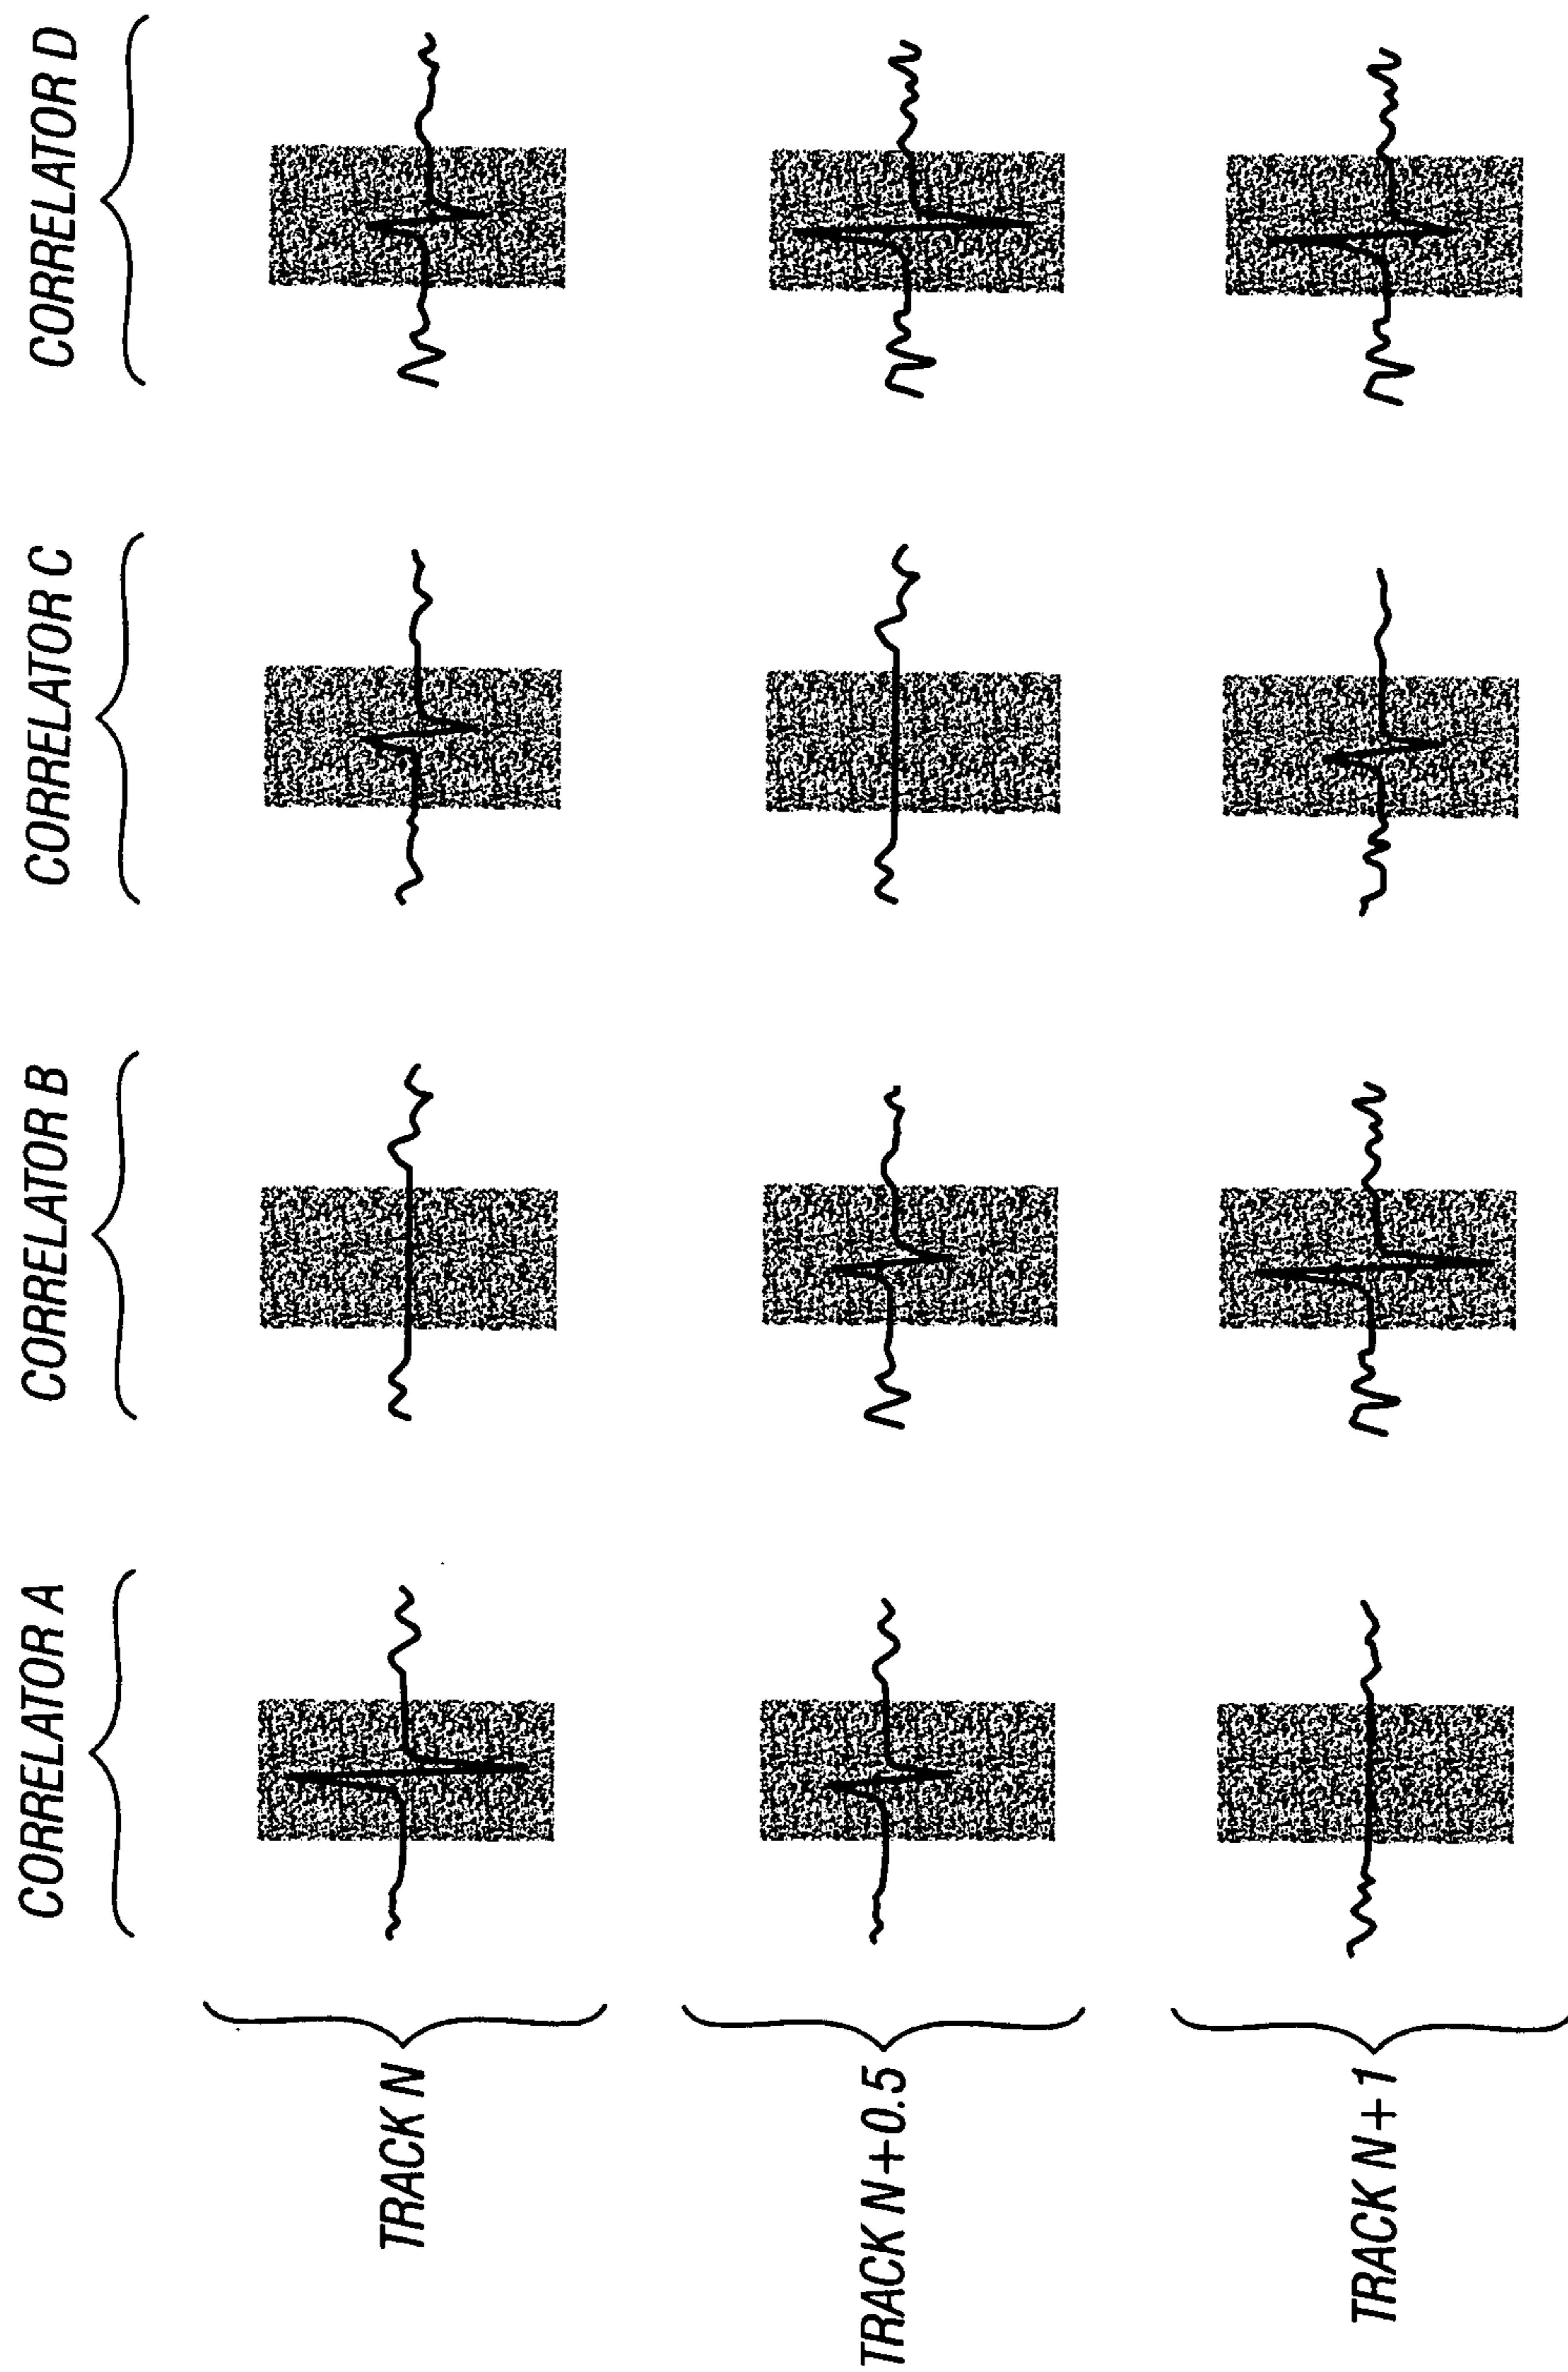 CORRELATOR A
CORRELATOR B
CORRELATOR C
CORRELATOR D
TRACK N
TRACK N+0.5
TRACK N+1